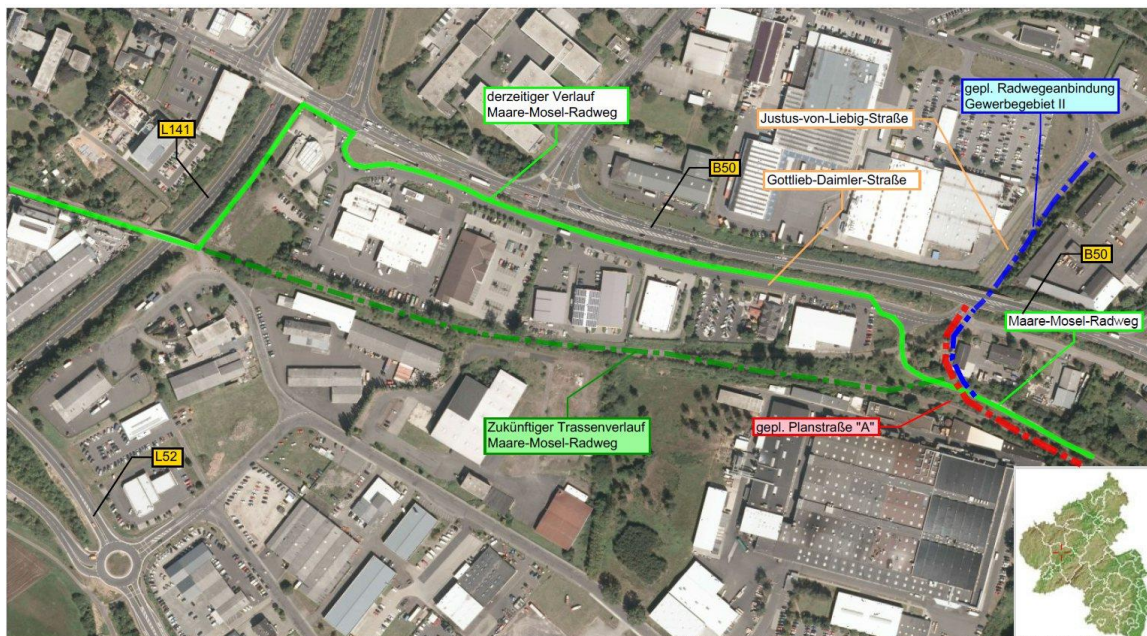 derzeitiger Verlauf
Maare-Mosel-Radweg
gepl. Radwegeanbindung
Gewerbegebiet II
Justus-von-Liebig-Straße
L141
B50
Gottlieb-Daimler-Straße
B50
Maare-Mosel-Radweg
Zukünftiger Trassenverlauf
Maare-Mosel-Radweg
gepl. Planstraße "A"
L52